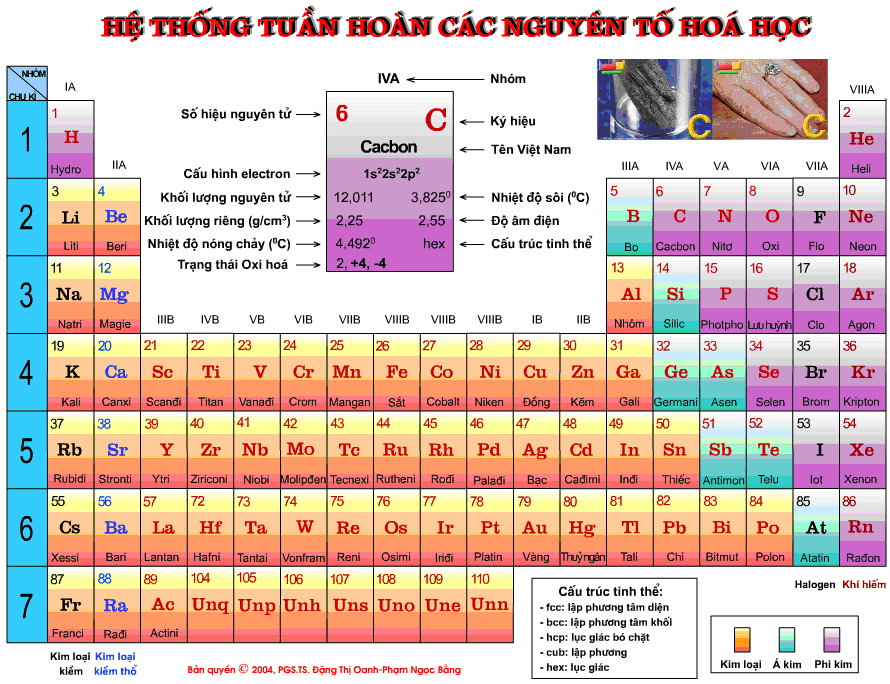 HỆ THỐNG TUẦN HOÀN CÁC NGUYÊN TỐ HOÁ HỌC
NHÓM
CHU KÌ
IA
IVA
Nhóm
VIIIA
Số hiệu nguyên tử
6
C
Ký hiệu
Cacbon
Tên Việt Nam
Cấu hình electron
1s²2s²2p²
Khối lượng nguyên tử
12,011
3,825⁰
Nhiệt độ sôi (⁰C)
Khối lượng riêng (g/cm³)
2,25
2,55
Độ âm điện
Nhiệt độ nóng chảy (⁰C)
4,492⁰
hex
Cấu trúc tinh thể
Trạng thái Oxi hoá
2, +4, -4
C
C
1
1 2
H He
Hydro Heli
IIA IIIA IVA VA VIA VIIA
2
3 4 5 6 7 8 9 10
Li Be B C N O F Ne
Liti Beri Bo Cacbon Nitơ Oxi Flo Neon
3
11 12 13 14 15 16 17 18
Na Mg Al Si P S Cl Ar
Natri Magie Nhôm Silic Photpho Lưu huỳnh Clo Agon
IIIB IVB VB VIB VIIB VIIIB VIIIB VIIIB IB IIB
4
19 20 21 22 23 24 25 26 27 28 29 30 31 32 33 34 35 36
K Ca Sc Ti V Cr Mn Fe Co Ni Cu Zn Ga Ge As Se Br Kr
Kali Canxi Scanđi Titan Vanađi Crom Mangan Sắt Cobalt Niken Đồng Kẽm Gali Germani Asen Selen Brom Kripton
5
37 38 39 40 41 42 43 44 45 46 47 48 49 50 51 52 53 54
Rb Sr Y Zr Nb Mo Tc Ru Rh Pd Ag Cd In Sn Sb Te I Xe
Rubidi Stronti Ytri Ziriconi Niobi Molipđen Tecnexi Rutheni Rođi Palađi Bạc Cađimi Inđi Thiếc Antimon Telu Iot Xenon
6
55 56 57 72 73 74 75 76 77 78 79 80 81 82 83 84 85 86
Cs Ba La Hf Ta W Re Os Ir Pt Au Hg Tl Pb Bi Po At Rn
Xessi Bari Lantan Hafni Tantai Vonfram Reni Osimi Iriđi Platin Vàng Thuỷngân Tali Chì Bitmut Polon Atatin Rađon
7
87 88 89 104 105 106 107 108 109 110
Fr Ra Ac Unq Unp Unh Uns Uno Une Unn
Franci Rađi Actini
Halogen Khí hiếm
Kim loại kiềm
Kim loại kiềm thổ
Bản quyền © 2004, PGS.TS. Đặng Thị Oanh-Phạm Ngọc Bằng
Cấu trúc tinh thể:
- fcc: lập phương tâm diện
- bcc: lập phương tâm khối
- hcp: lục giác bó chặt
- cub: lập phương
- hex: lục giác
Kim loại Á kim Phi kim